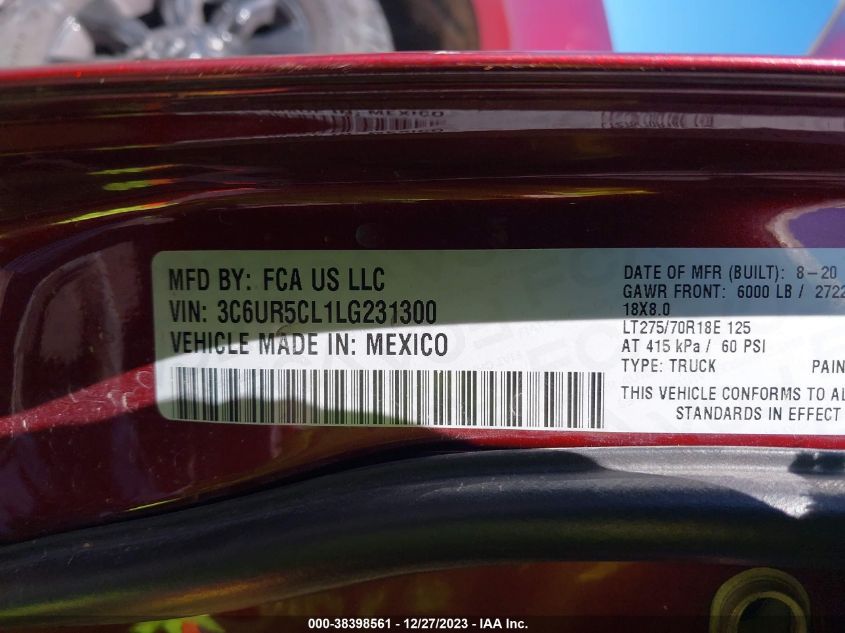 MEXICO
MFD BY: FCA US LLC
VIN: 3C6UR5CL1LG231300
VEHICLE MADE IN: MEXICO
DATE OF MFR (BUILT): 8-20
GAWR FRONT: 6000 LB / 2722
18X8.0
LT275/70R18E 125
AT 415 kPa / 60 PSI
TYPE: TRUCK PAIN
THIS VEHICLE CONFORMS TO AL
STANDARDS IN EFFECT
000-38398561 - 12/27/2023 - IAA Inc.